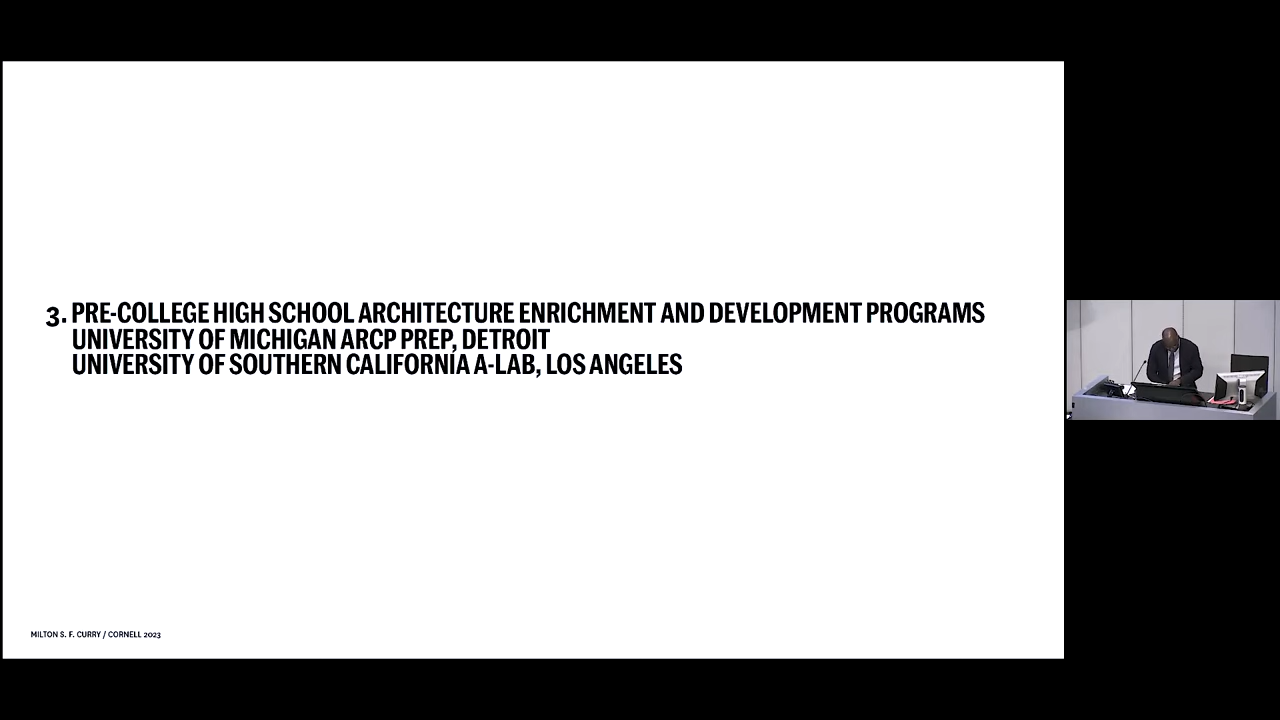 3. PRE-COLLEGE HIGH SCHOOL ARCHITECTURE ENRICHMENT AND DEVELOPMENT PROGRAMS
UNIVERSITY OF MICHIGAN ARCP PREP, DETROIT
UNIVERSITY OF SOUTHERN CALIFORNIA A-LAB, LOS ANGELES
MILTON S. F. CURRY / CORNELL 2023